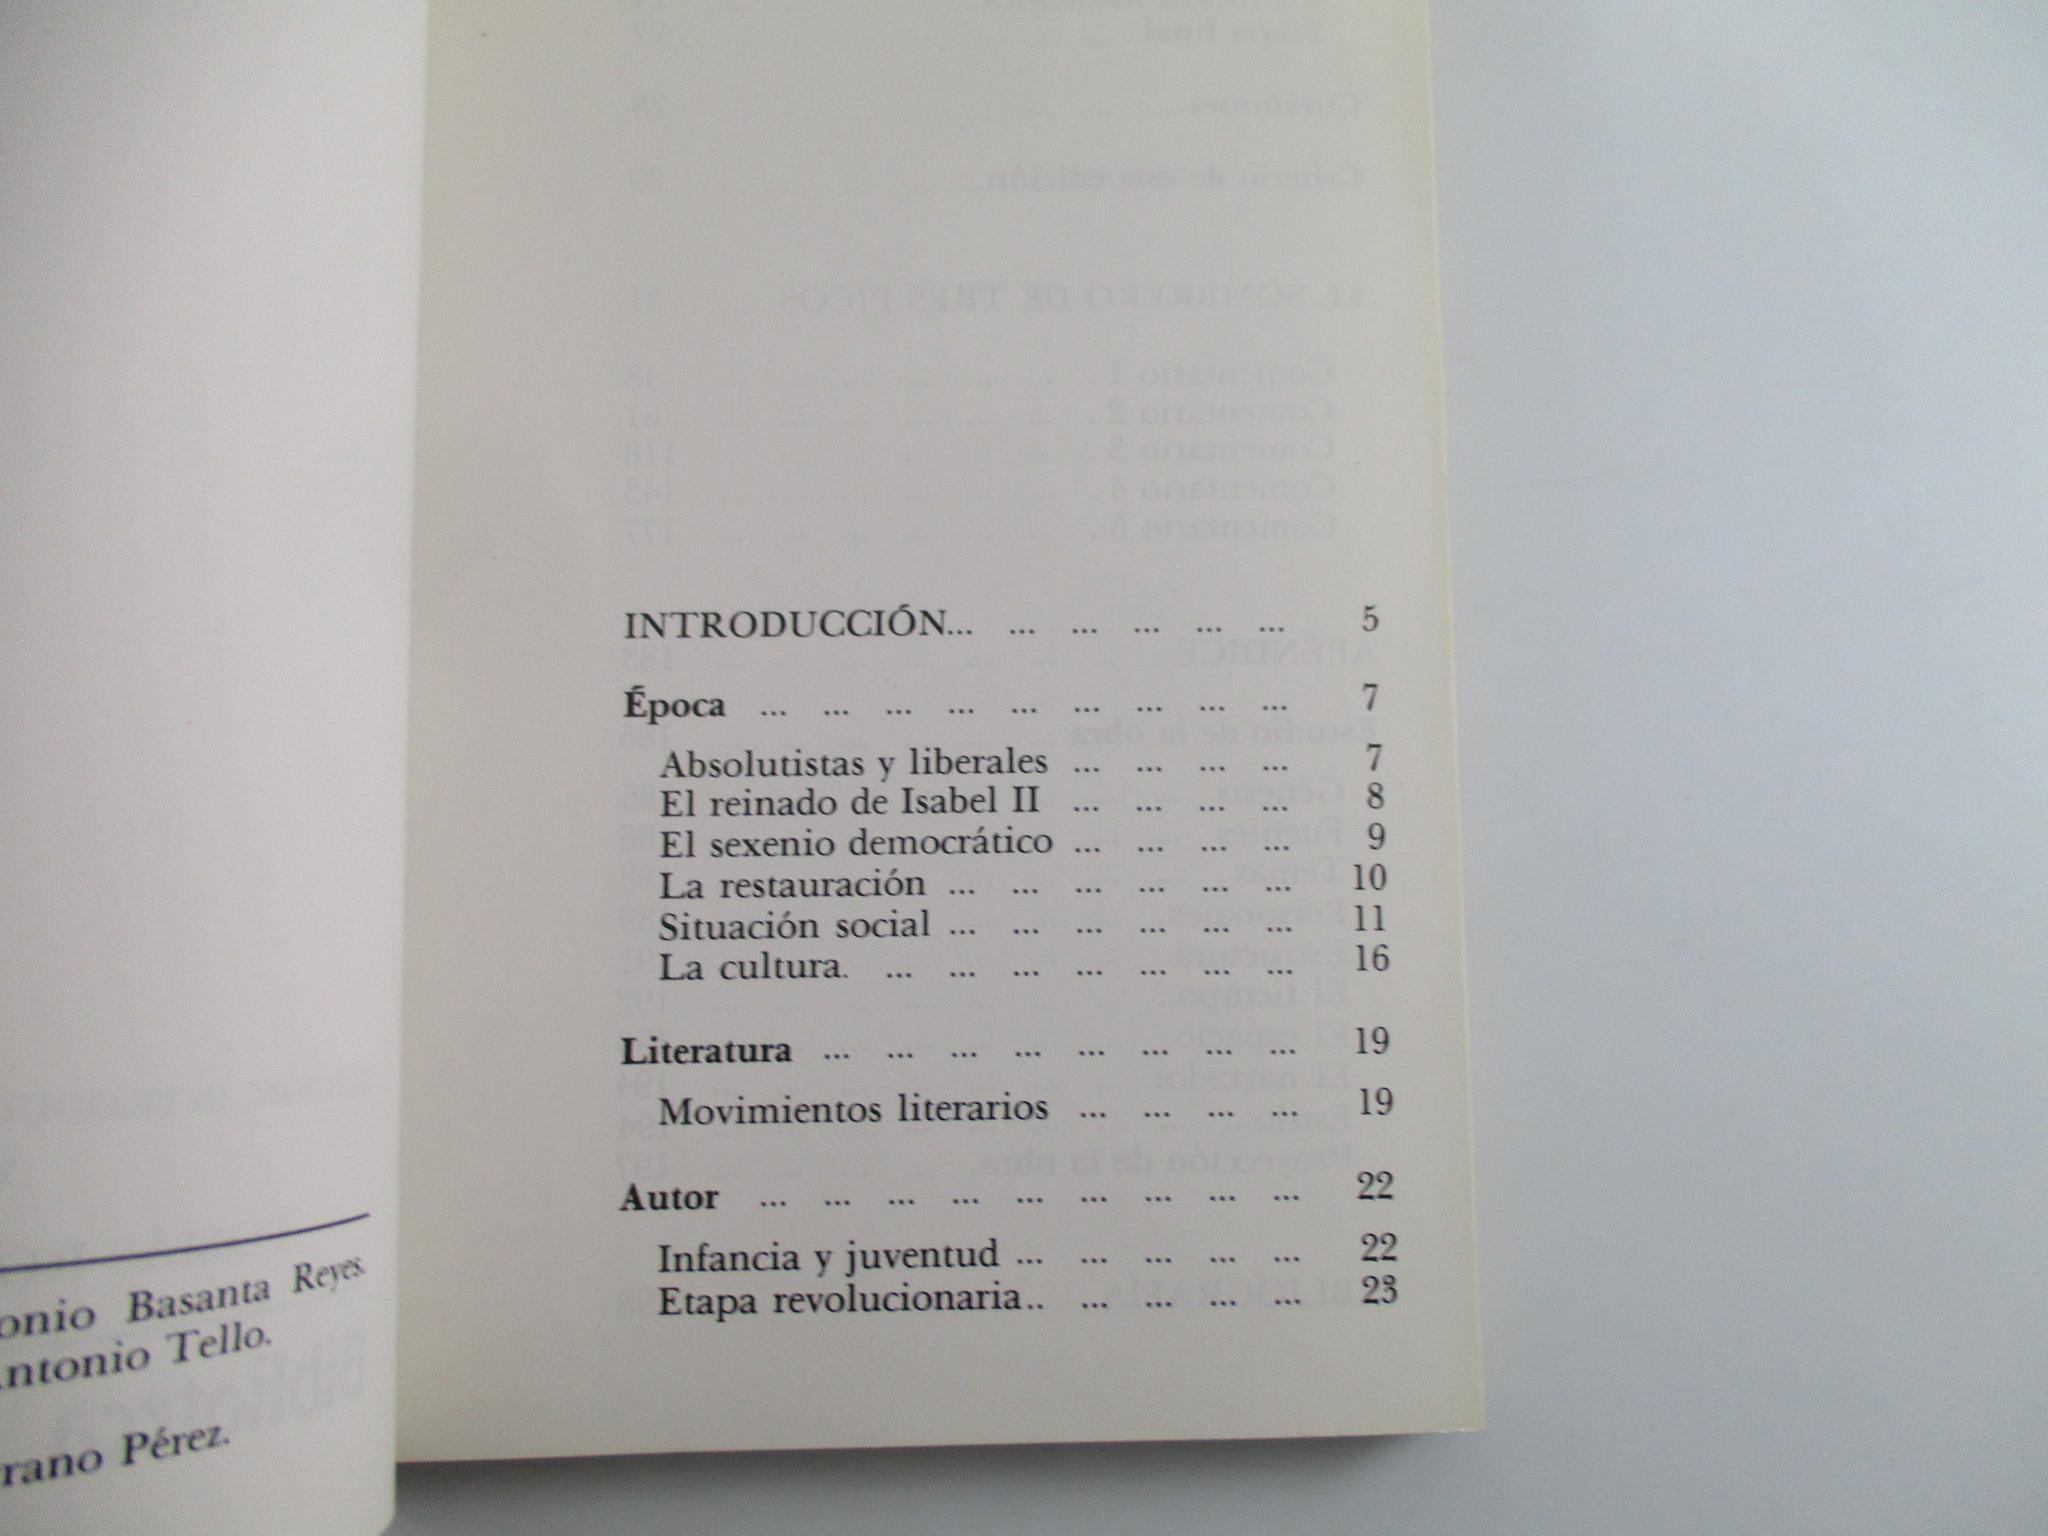 onio Basanta Reyes.
ntonio Tello.
rano Pérez.
INTRODUCCIÓN... ... ... ... ... ... 5
Época ... ... ... ... ... ... ... ... ... 7
Absolutistas y liberales ... ... ... ... 7
El reinado de Isabel II ... ... ... ... 8
El sexenio democrático ... ... ... ... 9
La restauración ... ... ... ... ... ... 10
Situación social ... ... ... ... ... ... 11
La cultura. ... ... ... ... ... ... ... 16
Literatura ... ... ... ... ... ... ... ... 19
Movimientos literarios ... ... ... ... 19
Autor ... ... ... ... ... ... ... ... ... 22
Infancia y juventud ... ... ... ... ... 22
Etapa revolucionaria.. ... ... ... ... 23